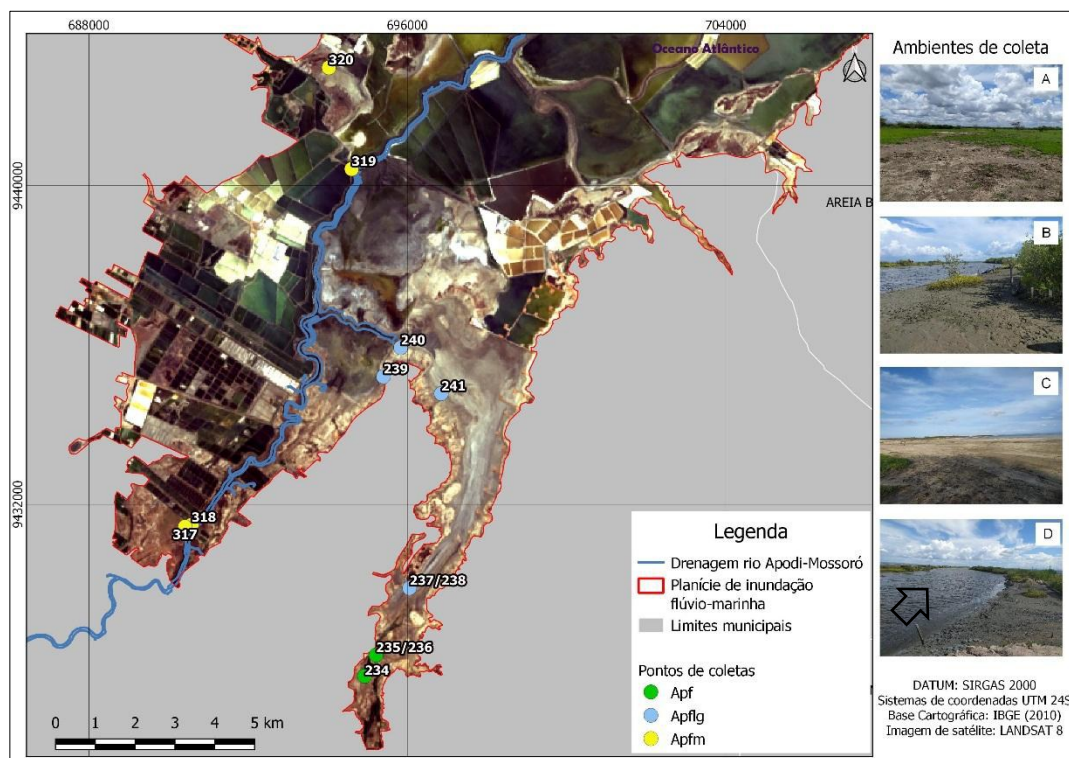 688000
696000
704000
9440000
9432000
Oceano Atlântico
320
319
AREIA B
240
239
241
318
317
237/238
235/236
234
0 1 2 3 4 5 km
Legenda
Drenagem rio Apodi-Mossoró
Planície de inundação
flúvio-marinha
Limites municipais
Pontos de coletas
Apf
Apflg
Apfm
Ambientes de coleta
A
B
C
D
DATUM: SIRGAS 2000
Sistemas de coordenadas UTM 24S
Base Cartográfica: IBGE (2010)
Imagem de satélite: LANDSAT 8